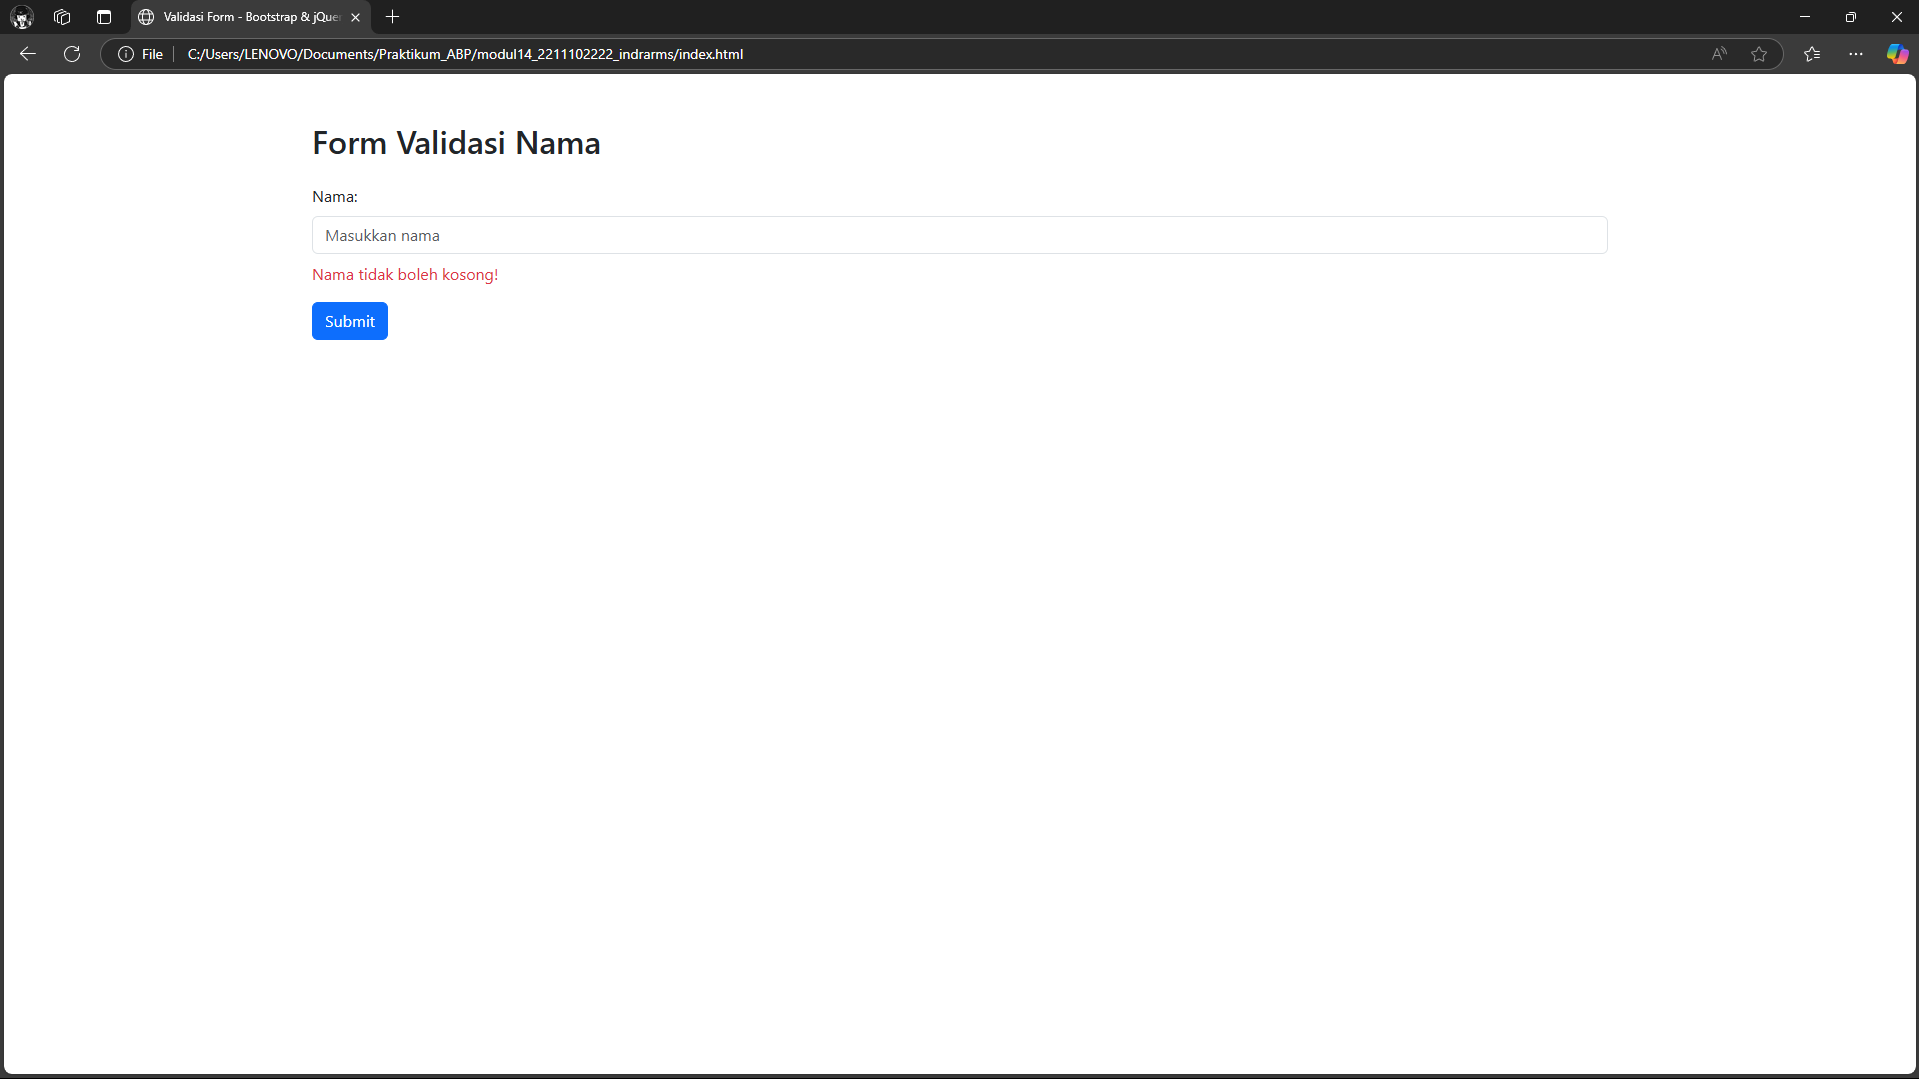 Validasi Form - Bootstrap & jQuer
File
C:/Users/LENOVO/Documents/Praktikum_ABP/modul14_2211102222_indrarms/index.html
Form Validasi Nama
Nama:
Masukkan nama
Nama tidak boleh kosong!
Submit